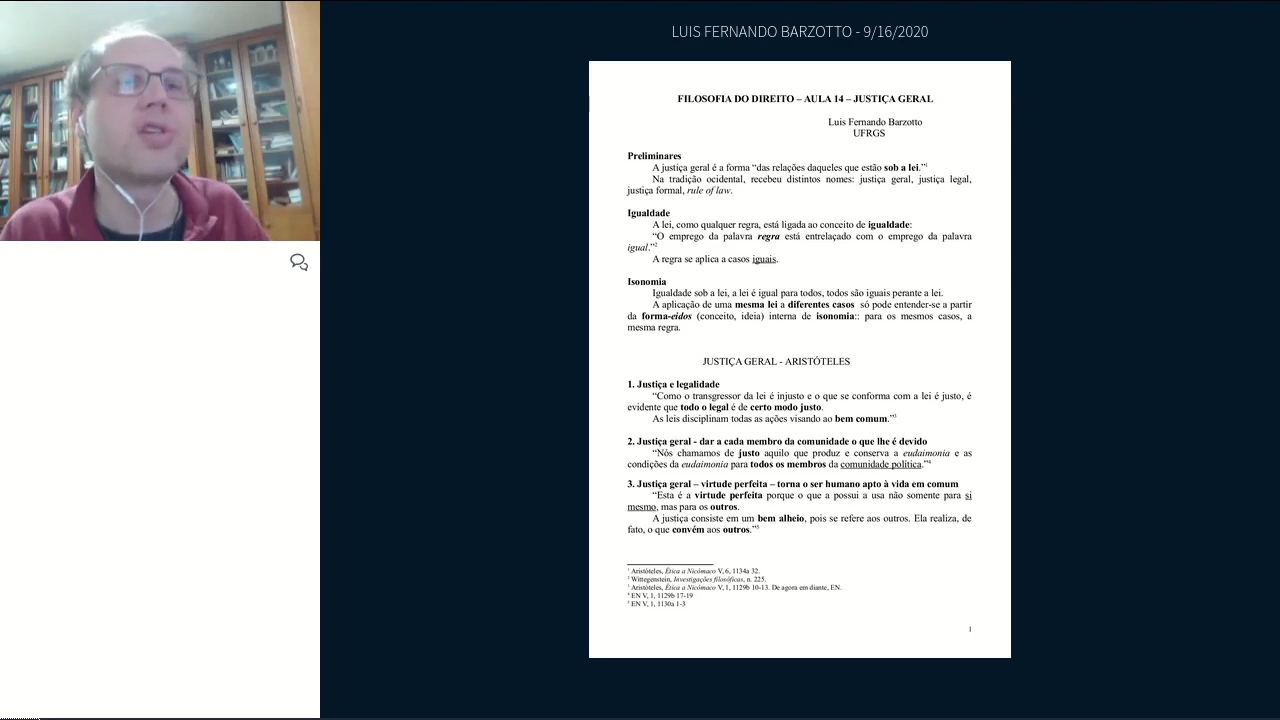 LUIS FERNANDO BARZOTTO - 9/16/2020
FILOSOFIA DO DIREITO – AULA 14 – JUSTIÇA GERAL
Luis Fernando Barzotto
UFRGS
Preliminares
A justiça geral é a forma “das relações daqueles que estão sob a lei.”1
Na tradição ocidental, recebeu distintos nomes: justiça geral, justiça legal,
justiça formal, rule of law.
Igualdade
A lei, como qualquer regra, está ligada ao conceito de igualdade:
“O emprego da palavra regra está entrelaçado com o emprego da palavra
igual.”2
A regra se aplica a casos iguais.
Isonomia
Igualdade sob a lei, a lei é igual para todos, todos são iguais perante a lei.
A aplicação de uma mesma lei a diferentes casos só pode entender-se a partir
da forma-eidos (conceito, ideia) interna de isonomia:: para os mesmos casos, a
mesma regra.
JUSTIÇA GERAL - ARISTÓTELES
1. Justiça e legalidade
“Como o transgressor da lei é injusto e o que se conforma com a lei é justo, é
evidente que todo o legal é de certo modo justo.
As leis disciplinam todas as ações visando ao bem comum.”3
2. Justiça geral - dar a cada membro da comunidade o que lhe é devido
“Nós chamamos de justo aquilo que produz e conserva a eudaimonia e as
condições da eudaimonia para todos os membros da comunidade política.”4
3. Justiça geral – virtude perfeita – torna o ser humano apto à vida em comum
“Esta é a virtude perfeita porque o que a possui a usa não somente para si
mesmo, mas para os outros.
A justiça consiste em um bem alheio, pois se refere aos outros. Ela realiza, de
fato, o que convém aos outros.”5
1 Aristóteles, Ética a Nicômaco V, 6, 1134a 32.
2 Wittegenstein, Investigações filosóficas, n. 225.
3 Aristóteles, Ética a Nicômaco V, 1, 1129b 10-13. De agora em diante, EN.
4 EN V, 1, 1129b 17-19
5 EN V, 1, 1130a 1-3
1